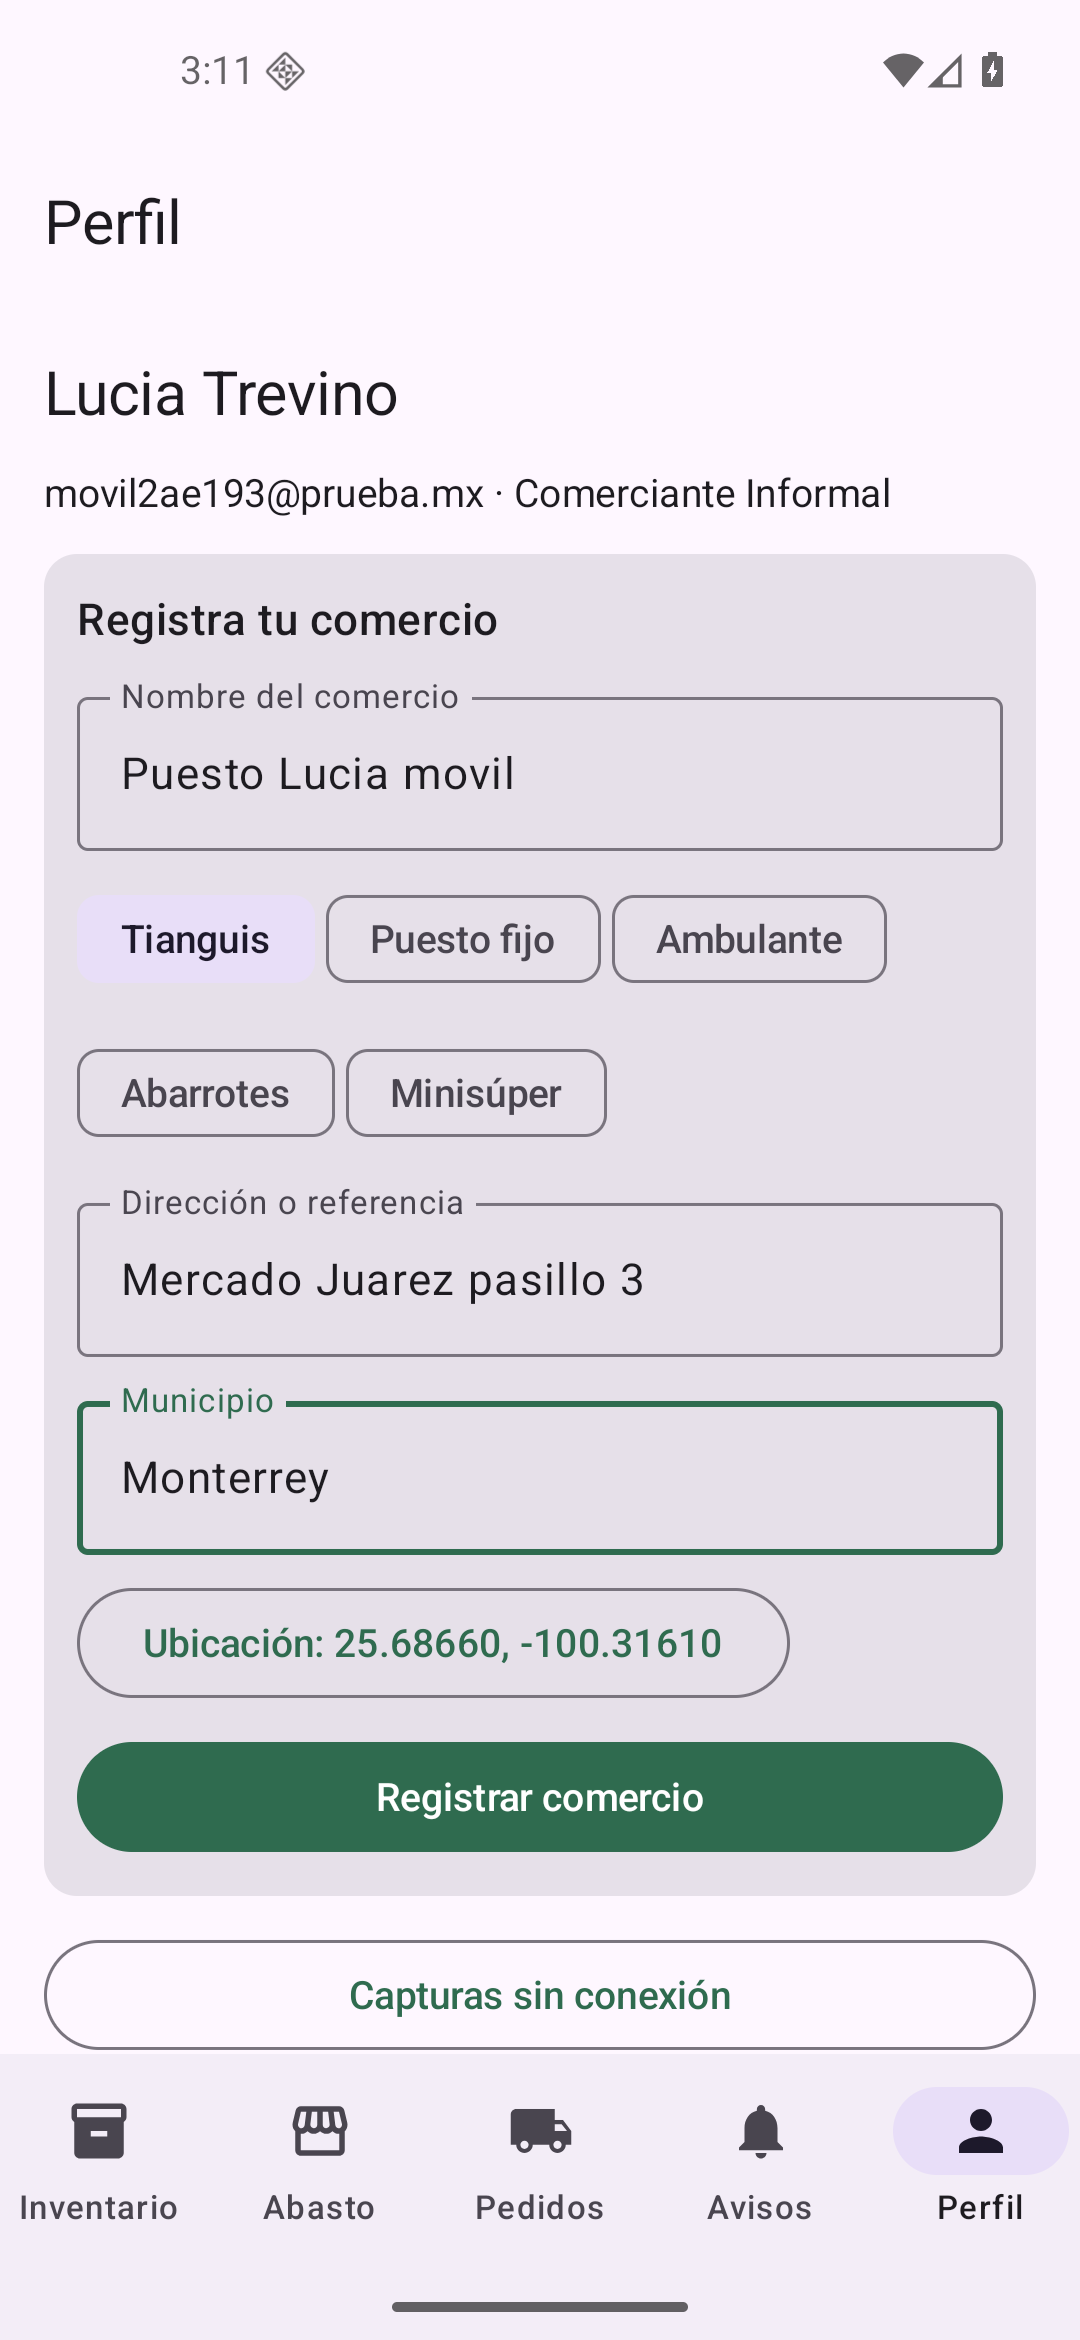 3:11
Perfil
Lucia Trevino
movil2ae193@prueba.mx · Comerciante Informal
Registra tu comercio
Nombre del comercio
Puesto Lucia movil
Tianguis Puesto fijo Ambulante
Abarrotes Minisúper
Dirección o referencia
Mercado Juarez pasillo 3
Municipio
Monterrey
Ubicación: 25.68660, -100.31610
Registrar comercio
Capturas sin conexión
Inventario Abasto Pedidos Avisos Perfil